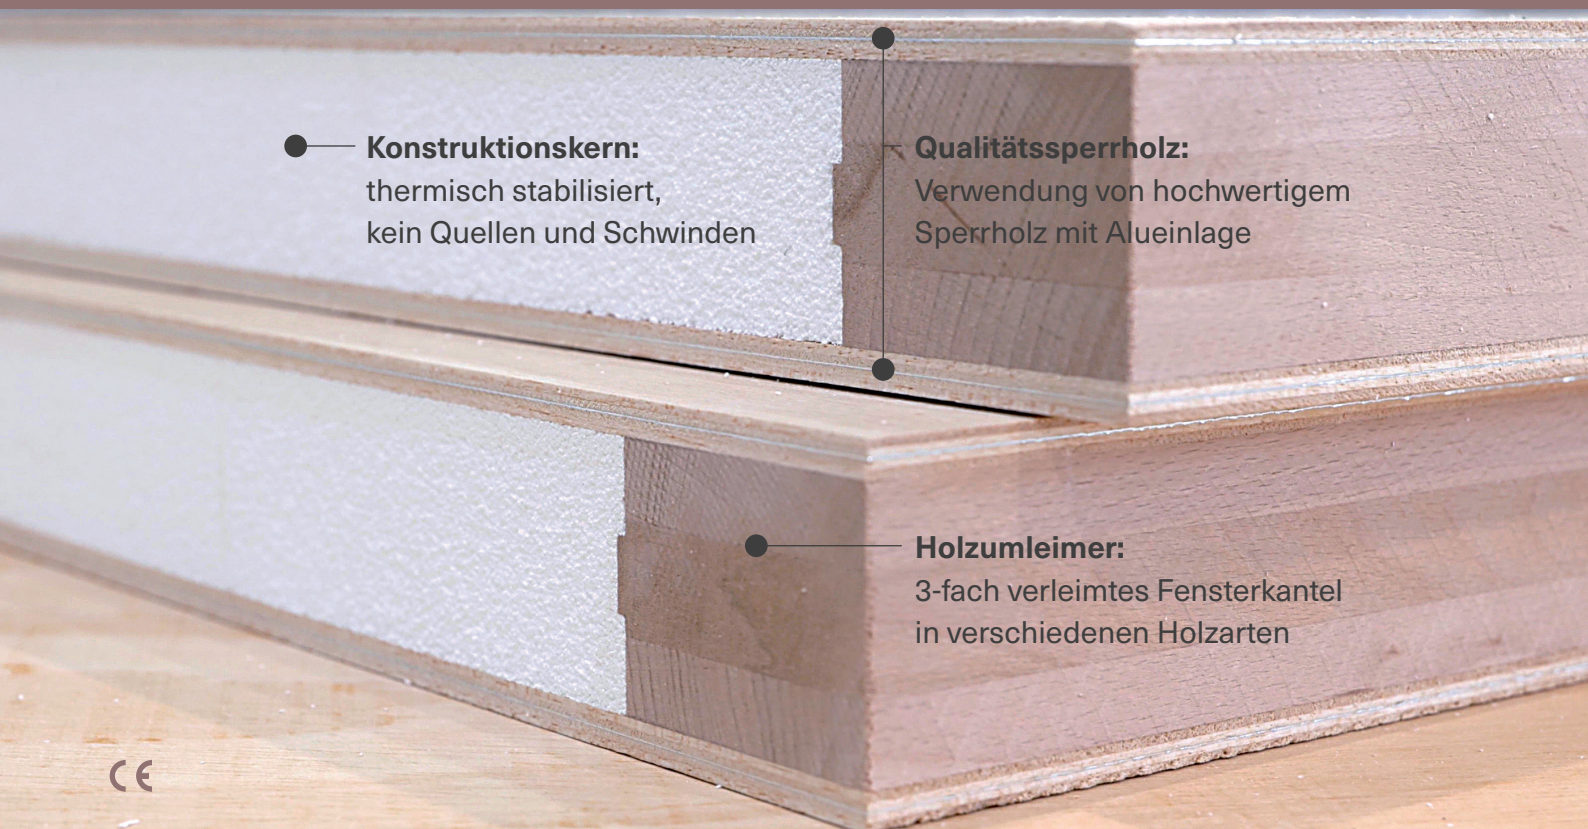 Konstruktionskern:
thermisch stabilisiert,
kein Quellen und Schwinden
Qualitätssperrholz:
Verwendung von hochwertigem
Sperrholz mit Alueinlage
Holzumleimer:
3-fach verleimtes Fensterkantel
in verschiedenen Holzarten
CE